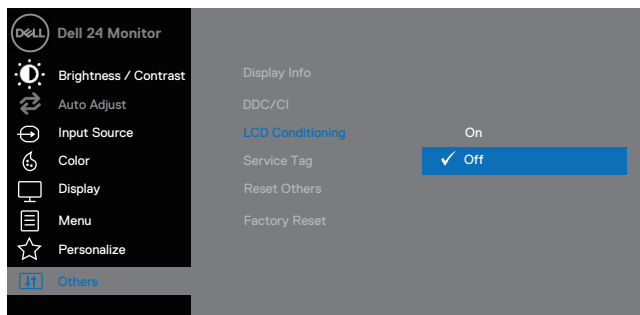 DELL Dell 24 Monitor
Brightness / Contrast
Auto Adjust
Input Source
Color
Display
Menu
Personalize
Others
Display Info
DDC/CI
LCD Conditioning
Service Tag
Reset Others
Factory Reset
On
Off